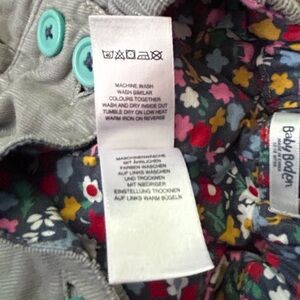 MACHINE WASH
WASH SIMILAR
COLOURS TOGETHER
WASH AND DRY INSIDE OUT
TUMBLE DRY ON LOW HEAT
WARM IRON ON REVERSE
MASCHINENWÄSCHE
MIT ÄHNLICHEN
FARBEN WASCHEN
AUF LINKS WASCHEN
UND TROCKNEN
MIT NIEDRIGER
EINSTELLUNG TROCKNEN
AUF LINKS WARM BÜGELN
Baby Boden